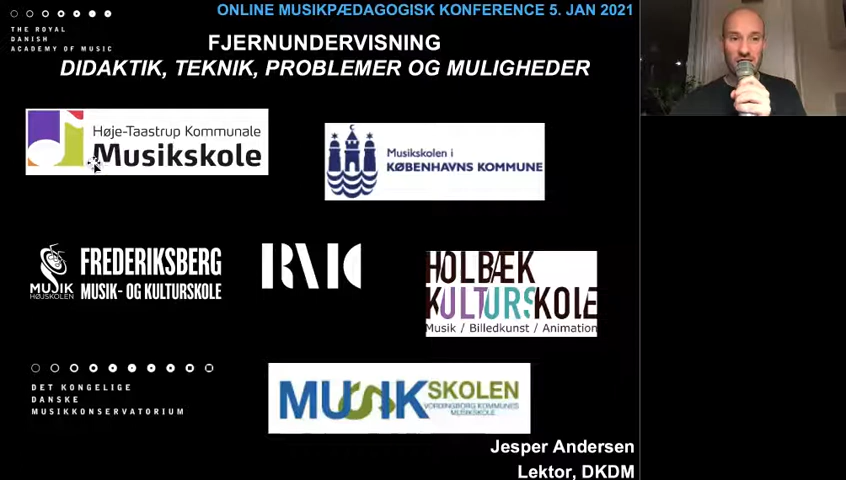 ONLINE MUSIKPÆDAGOGISK KONFERENCE 5. JAN 2021
THE ROYAL
DANISH
ACADEMY OF MUSIC
FJERNUNDERVISNING
DIDAKTIK, TEKNIK, PROBLEMER OG MULIGHEDER
Høje-Taastrup Kommunale
Musikskole
Musikskolen i
KØBENHAVNS KOMMUNE
MUSIK
HØJSKOLEN
FREDERIKSBERG
MUSIK- OG KULTURSKOLE
RMC
HOLBÆK
KULTURSKOLE
Musik / Billedkunst / Animation
DET KONGELIGE
DANSKE
MUSIKKONSERVATORIUM
MUSIKSKOLEN
VORDINGBORG KOMMUNES
MUSIKSKOLE
Jesper Andersen
Lektor, DKDM